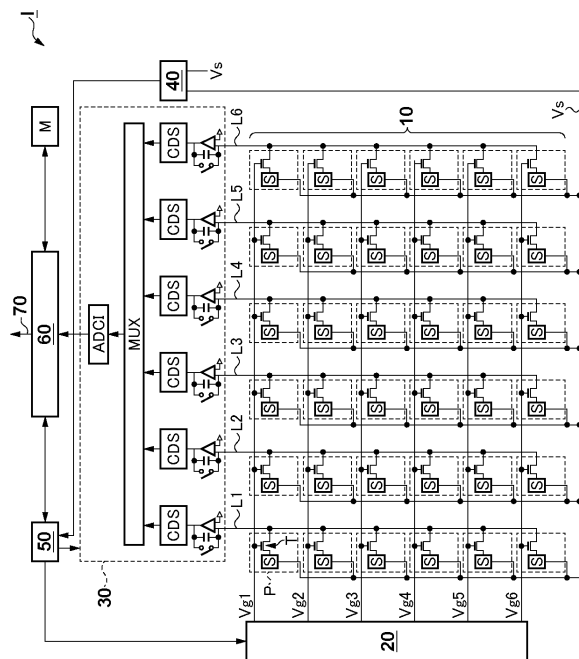 1
70
60
M
50
40
Vs
30
ADCI
MUX
CDS
CDS
CDS
CDS
CDS
CDS
L1
L2
L3
L4
L5
L6
Vs
10
20
Vg1
Vg2
Vg3
Vg4
Vg5
Vg6
P
T
S S S S S S
S S S S S S
S S S S S S
S S S S S S
S S S S S S
S S S S S S